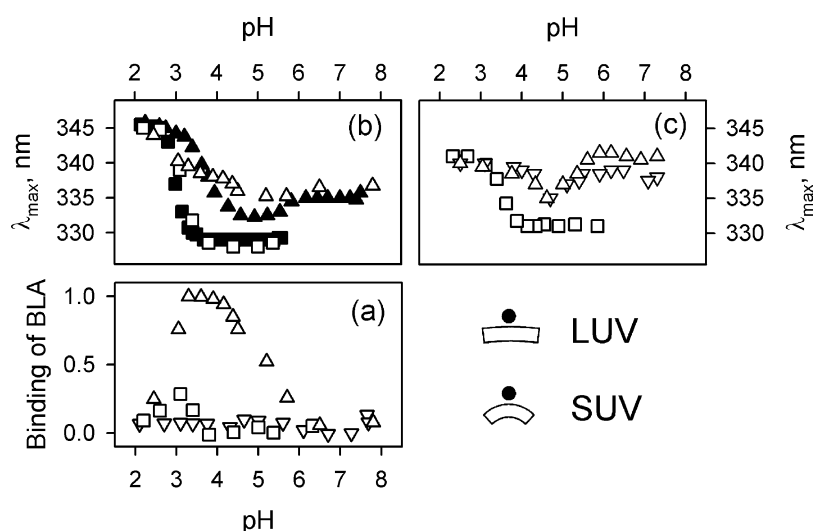 pH pH
2 3 4 5 6 7 8 2 3 4 5 6 7 8
345 (b) (c) 345
340 340
335 335
330 330
λmax, nm λmax, nm
1.0 (a)
0.5
0.0
Binding of BLA
2 3 4 5 6 7 8
pH
LUV
SUV